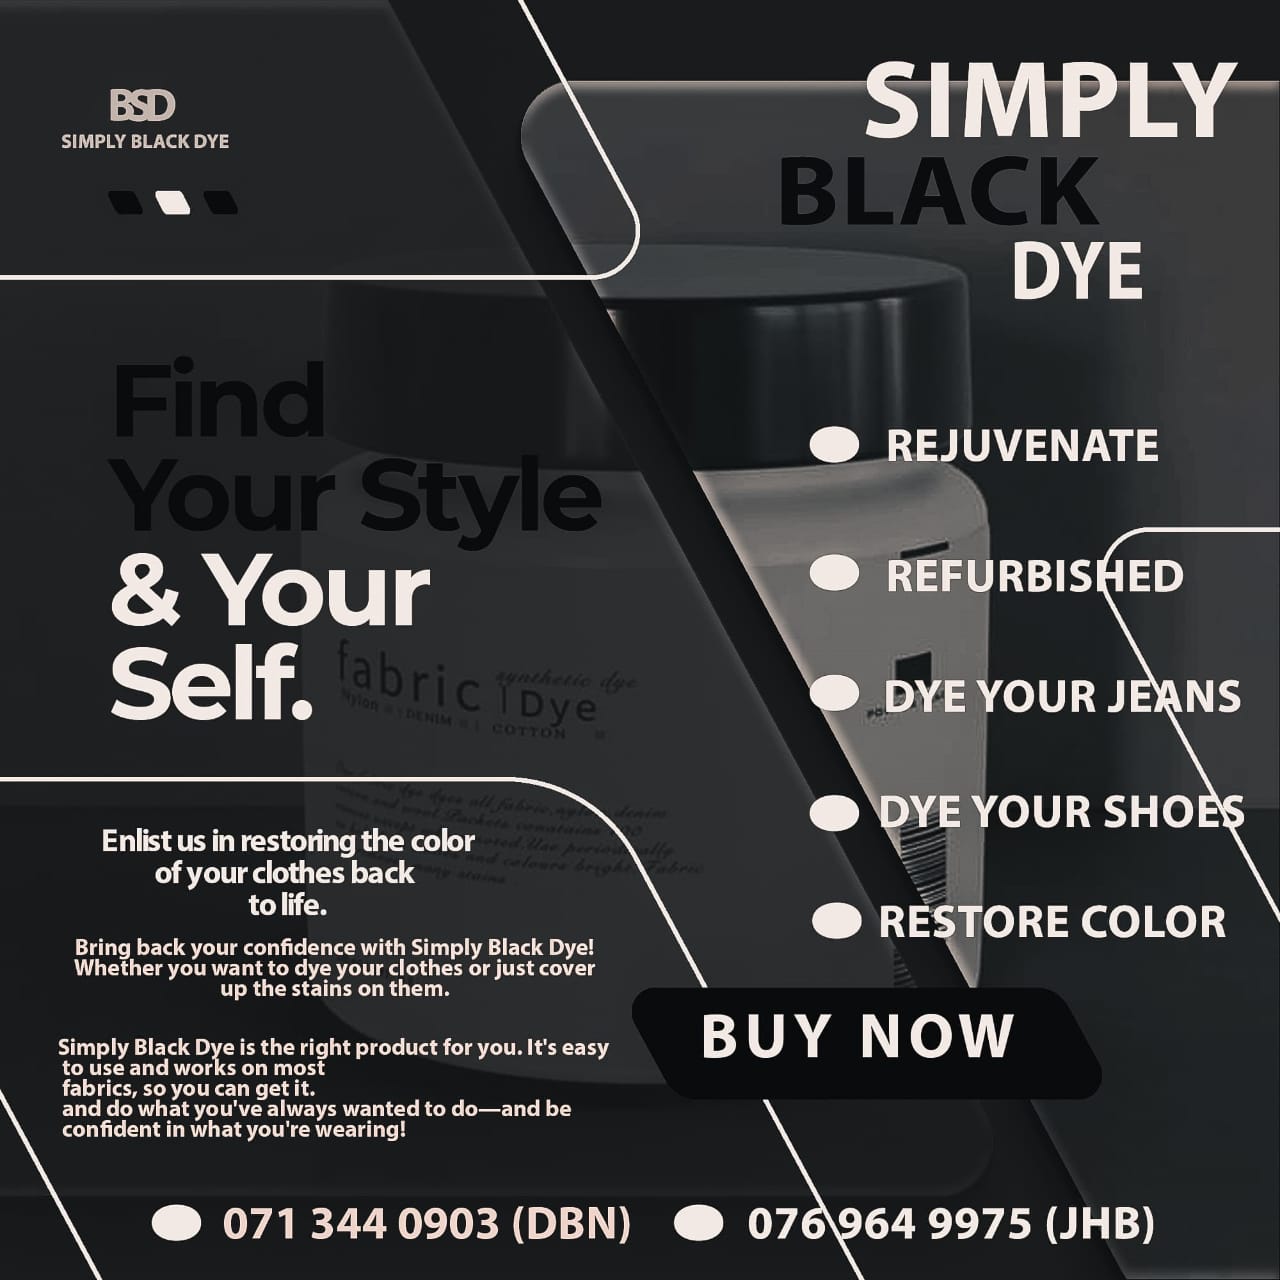 BSD
SIMPLY BLACK DYE
SIMPLY
BLACK
DYE
Find
Your Style
& Your
Self.
fabric
synthetic dye
Dye
Nylon
DENIM
COTTON
REJUVENATE
REFURBISHED
DYE YOUR JEANS
DYE YOUR SHOES
RESTORE COLOR
Enlist us in restoring the color
of your clothes back
to life.
Bring back your confidence with Simply Black Dye!
Whether you want to dye your clothes or just cover
up the stains on them.
Simply Black Dye is the right product for you. It's easy
to use and works on most
fabrics, so you can get it.
and do what you've always wanted to do—and be
confident in what you're wearing!
BUY NOW
071 344 0903 (DBN)
076 964 9975 (JHB)